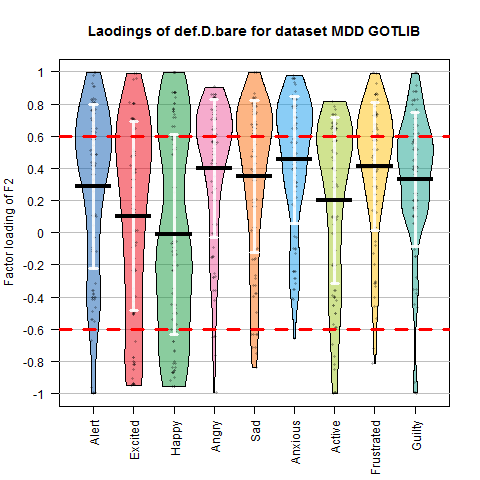 Laodings of def.D.bare for dataset MDD GOTLIB
Factor loading of F2
1
0.8
0.6
0.4
0.2
0
-0.2
-0.4
-0.6
-0.8
-1
Alert
Excited
Happy
Angry
Sad
Anxious
Active
Frustrated
Guilty